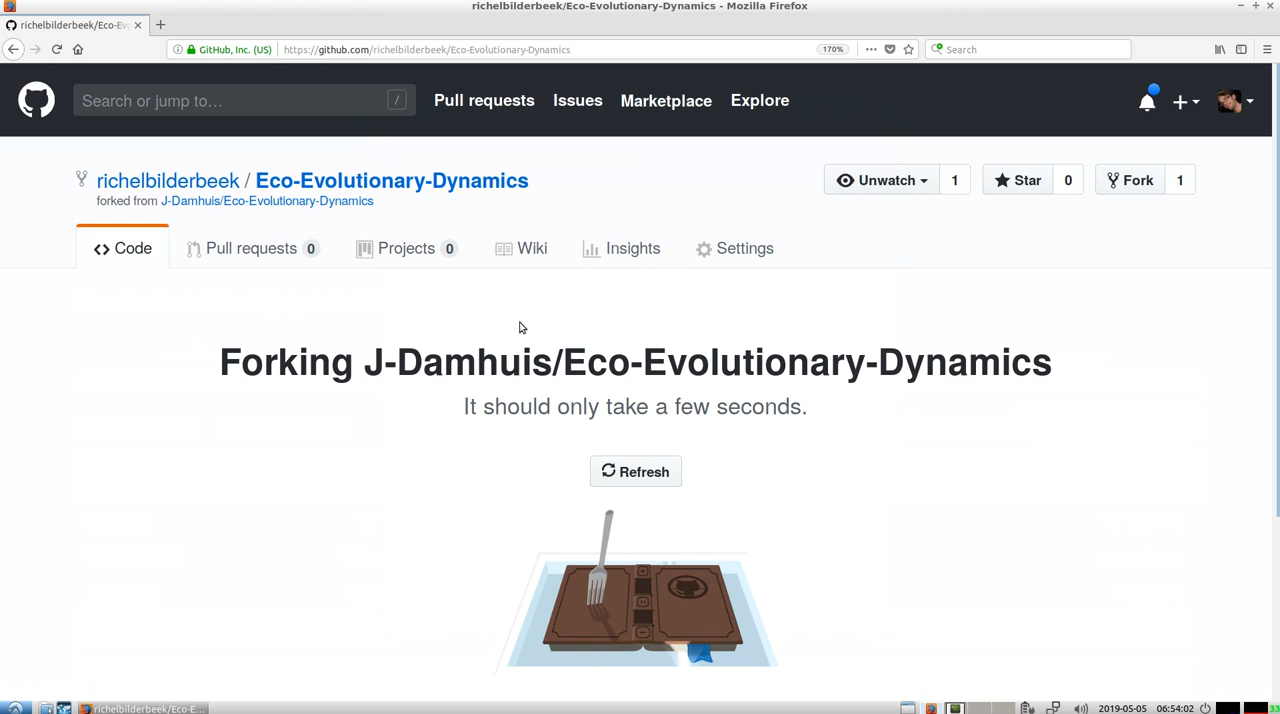 richelbilderbeek/Eco-Evolutionary-Dynamics - Mozilla Firefox
richelbilderbeek/Eco-Ev
GitHub, Inc. (US) https://github.com/richelbilderbeek/Eco-Evolutionary-Dynamics 170% Search
Search or jump to… / Pull requests Issues Marketplace Explore
richelbilderbeek / Eco-Evolutionary-Dynamics Unwatch 1 Star 0 Fork 1
forked from J-Damhuis/Eco-Evolutionary-Dynamics
Code Pull requests 0 Projects 0 Wiki Insights Settings
Forking J-Damhuis/Eco-Evolutionary-Dynamics
It should only take a few seconds.
Refresh
richelbilderbeek/Eco-E... 2019-05-05 06:54:02 33